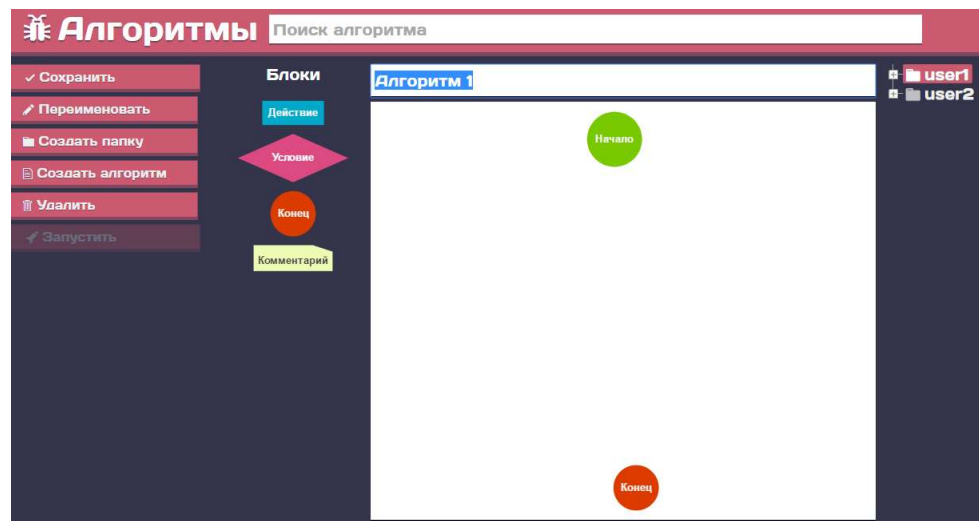 Алгоритмы
Поиск алгоритма
Сохранить
Переименовать
Создать папку
Создать алгоритм
Удалить
Запустить
Блоки
Действие
Условие
Конец
Комментарий
Алгоритм 1
Начало
Конец
user1
user2